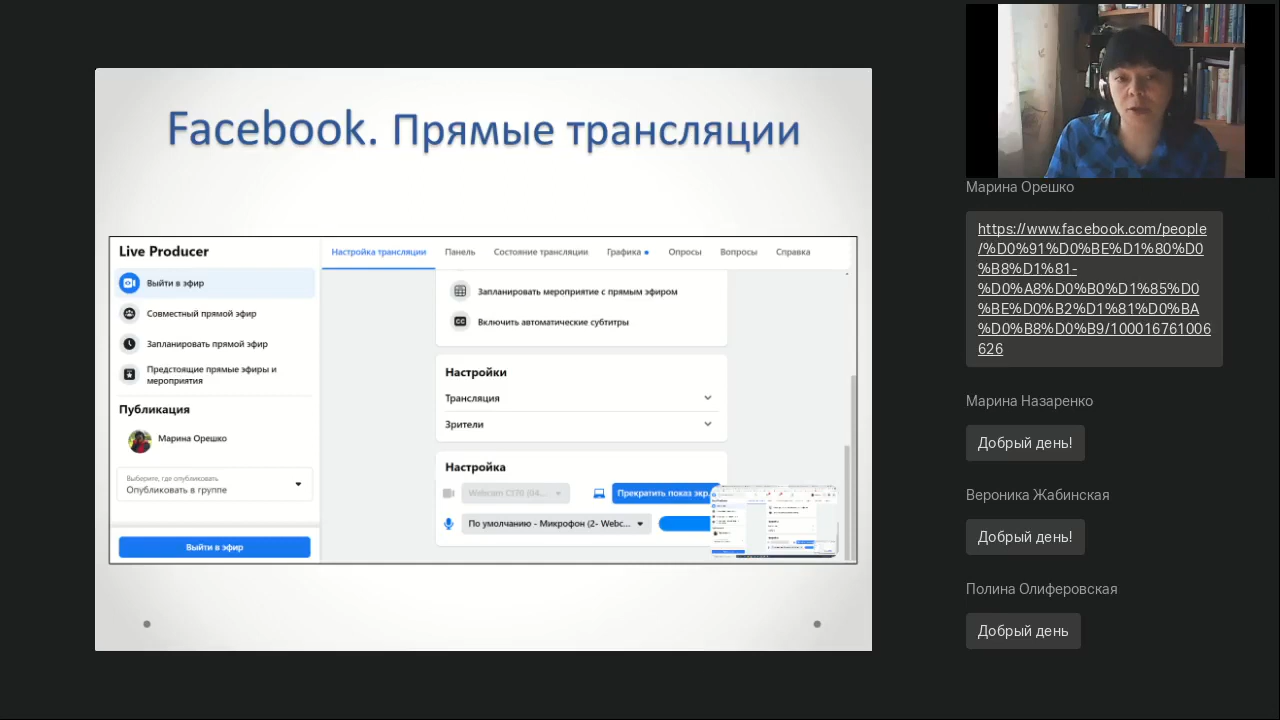 Facebook. Прямые трансляции
Live Producer
Выйти в эфир
Совместный прямой эфир
Запланировать прямой эфир
Предстоящие прямые эфиры и
мероприятия
Публикация
Марина Орешко
Выберите, где опубликовать
Опубликовать в группе
Выйти в эфир
Настройка трансляции
Панель
Состояние трансляции
Графика
Опросы
Вопросы
Справка
Запланировать мероприятие с прямым эфиром
CC Включить автоматические субтитры
Настройки
Трансляция
Зрители
Настройка
Webcam C170 (04...
Прекратить показ экр
По умолчанию - Микрофон (2- Webc...
Марина Орешко
https://www.facebook.com/people
/%D0%91%D0%BE%D1%80%D0
%B8%D1%81-
%D0%A8%D0%B0%D1%85%D0
%BE%D0%B2%D1%81%D0%BA
%D0%B8%D0%B9/100016761006
626
Марина Назаренко
Добрый день!
Вероника Жабинская
Добрый день!
Полина Олиферовская
Добрый день